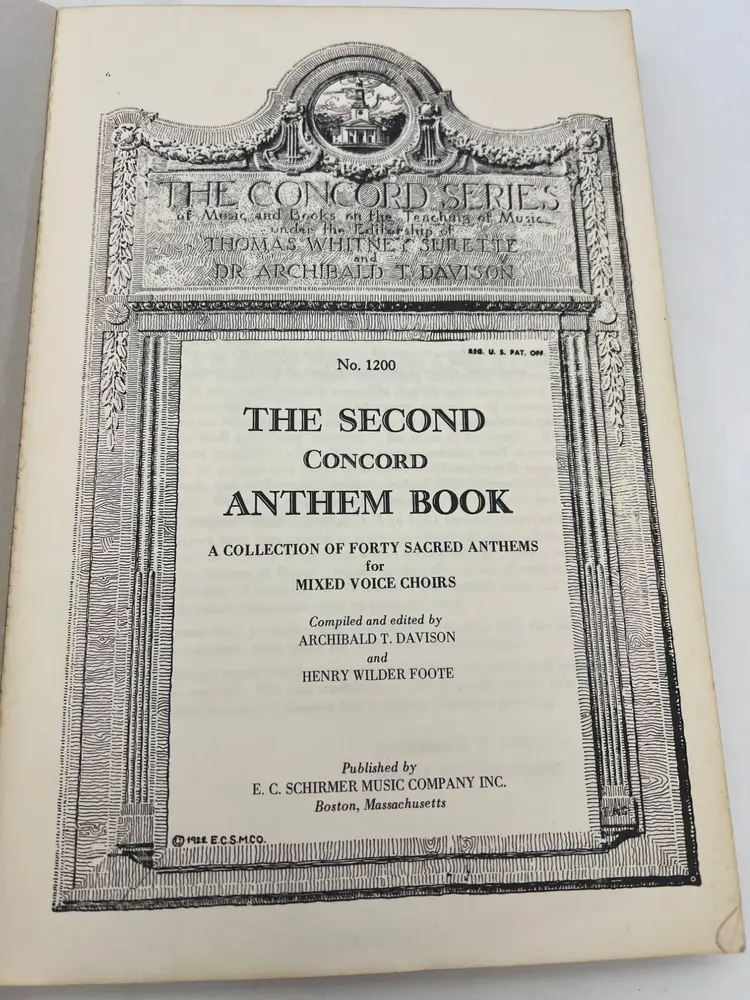 THE CONCORD SERIES
of Music and Books on the Teaching of Music
under the Editorship of
THOMAS WHITNEY SURETTE
and
DR ARCHIBALD T. DAVISON
REG. U. S. PAT. OFF.
No. 1200
THE SECOND
CONCORD
ANTHEM BOOK
A COLLECTION OF FORTY SACRED ANTHEMS
for
MIXED VOICE CHOIRS
Compiled and edited by
ARCHIBALD T. DAVISON
and
HENRY WILDER FOOTE
Published by
E. C. SCHIRMER MUSIC COMPANY INC.
Boston, Massachusetts
© 1922 E.C.S.M.CO.